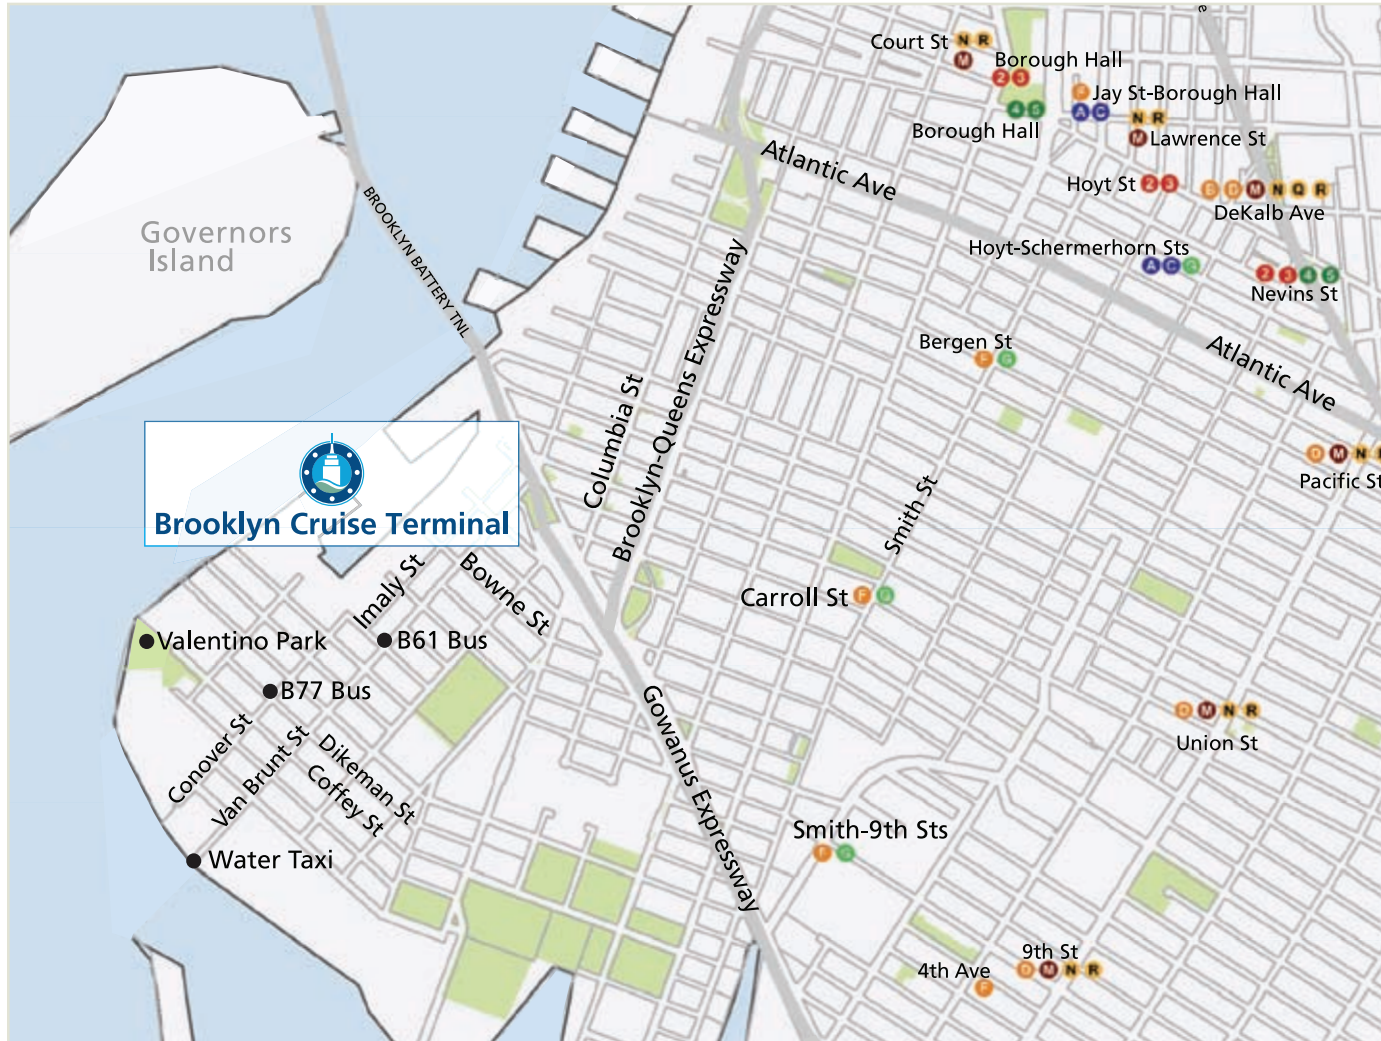 Court St N R
M
Borough Hall
2 3
F Jay St-Borough Hall
A C
4 5
Borough Hall
N R
M Lawrence St
Atlantic Ave
Hoyt St 2 3
B D M N Q R
DeKalb Ave
Governors
Island
BROOKLYN BATTERY TNL
Hoyt-Schermerhorn Sts
A C G
2 3 4 5
Nevins St
Bergen St
F G
Atlantic Ave
Brooklyn-Queens Expressway
Columbia St
D M N
Pacific St
Smith St
Brooklyn Cruise Terminal
Imaly St
Bowne St
Carroll St F G
Valentino Park
B61 Bus
B77 Bus
Gowanus Expressway
D M N R
Union St
Conover St
Van Brunt St
Dikeman St
Coffey St
Smith-9th Sts
F G
Water Taxi
9th St
D M N R
4th Ave
F